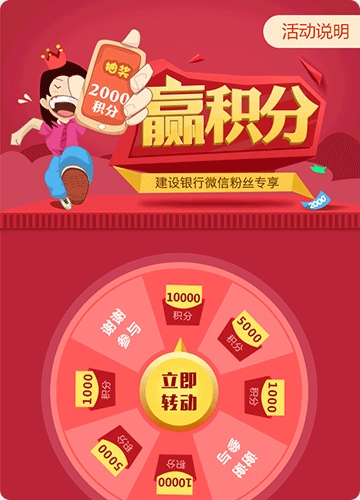 活动说明
抽奖
2000
积分
赢积分
建设银行微信粉丝专享
2000
10000
积分
5000
积分
1000
积分
谢谢
参与
10000
积分
5000
积分
1000
积分
谢谢
参与
立即
转动